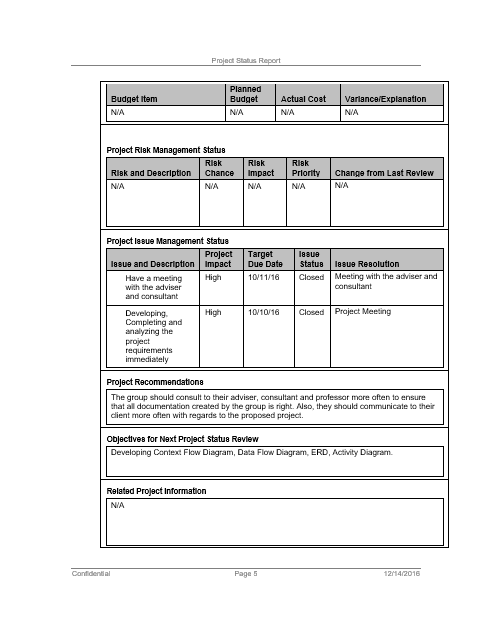 Project Status Report
Planned
Budget Item Budget Actual Cost Variance/Explanation
N/A N/A N/A N/A
Project Risk Management Status
Risk Risk Risk
Risk and Description Chance Impact Priority Change from Last Review
N/A N/A N/A N/A N/A
Project Issue Management Status
Project Target Issue
Issue and Description Impact Due Date Status Issue Resolution
Have a meeting High 10/11/16 Closed Meeting with the adviser and
with the adviser consultant
and consultant
Developing, High 10/10/16 Closed Project Meeting
Completing and
analyzing the
project
requirements
immediately
Project Recommendations
The group should consult to their adviser, consultant and professor more often to ensure
that all documentation created by the group is right. Also, they should communicate to their
client more often with regards to the proposed project.
Objectives for Next Project Status Review
Developing Context Flow Diagram, Data Flow Diagram, ERD, Activity Diagram.
Related Project Information
N/A
Confidential Page 5 12/14/2016